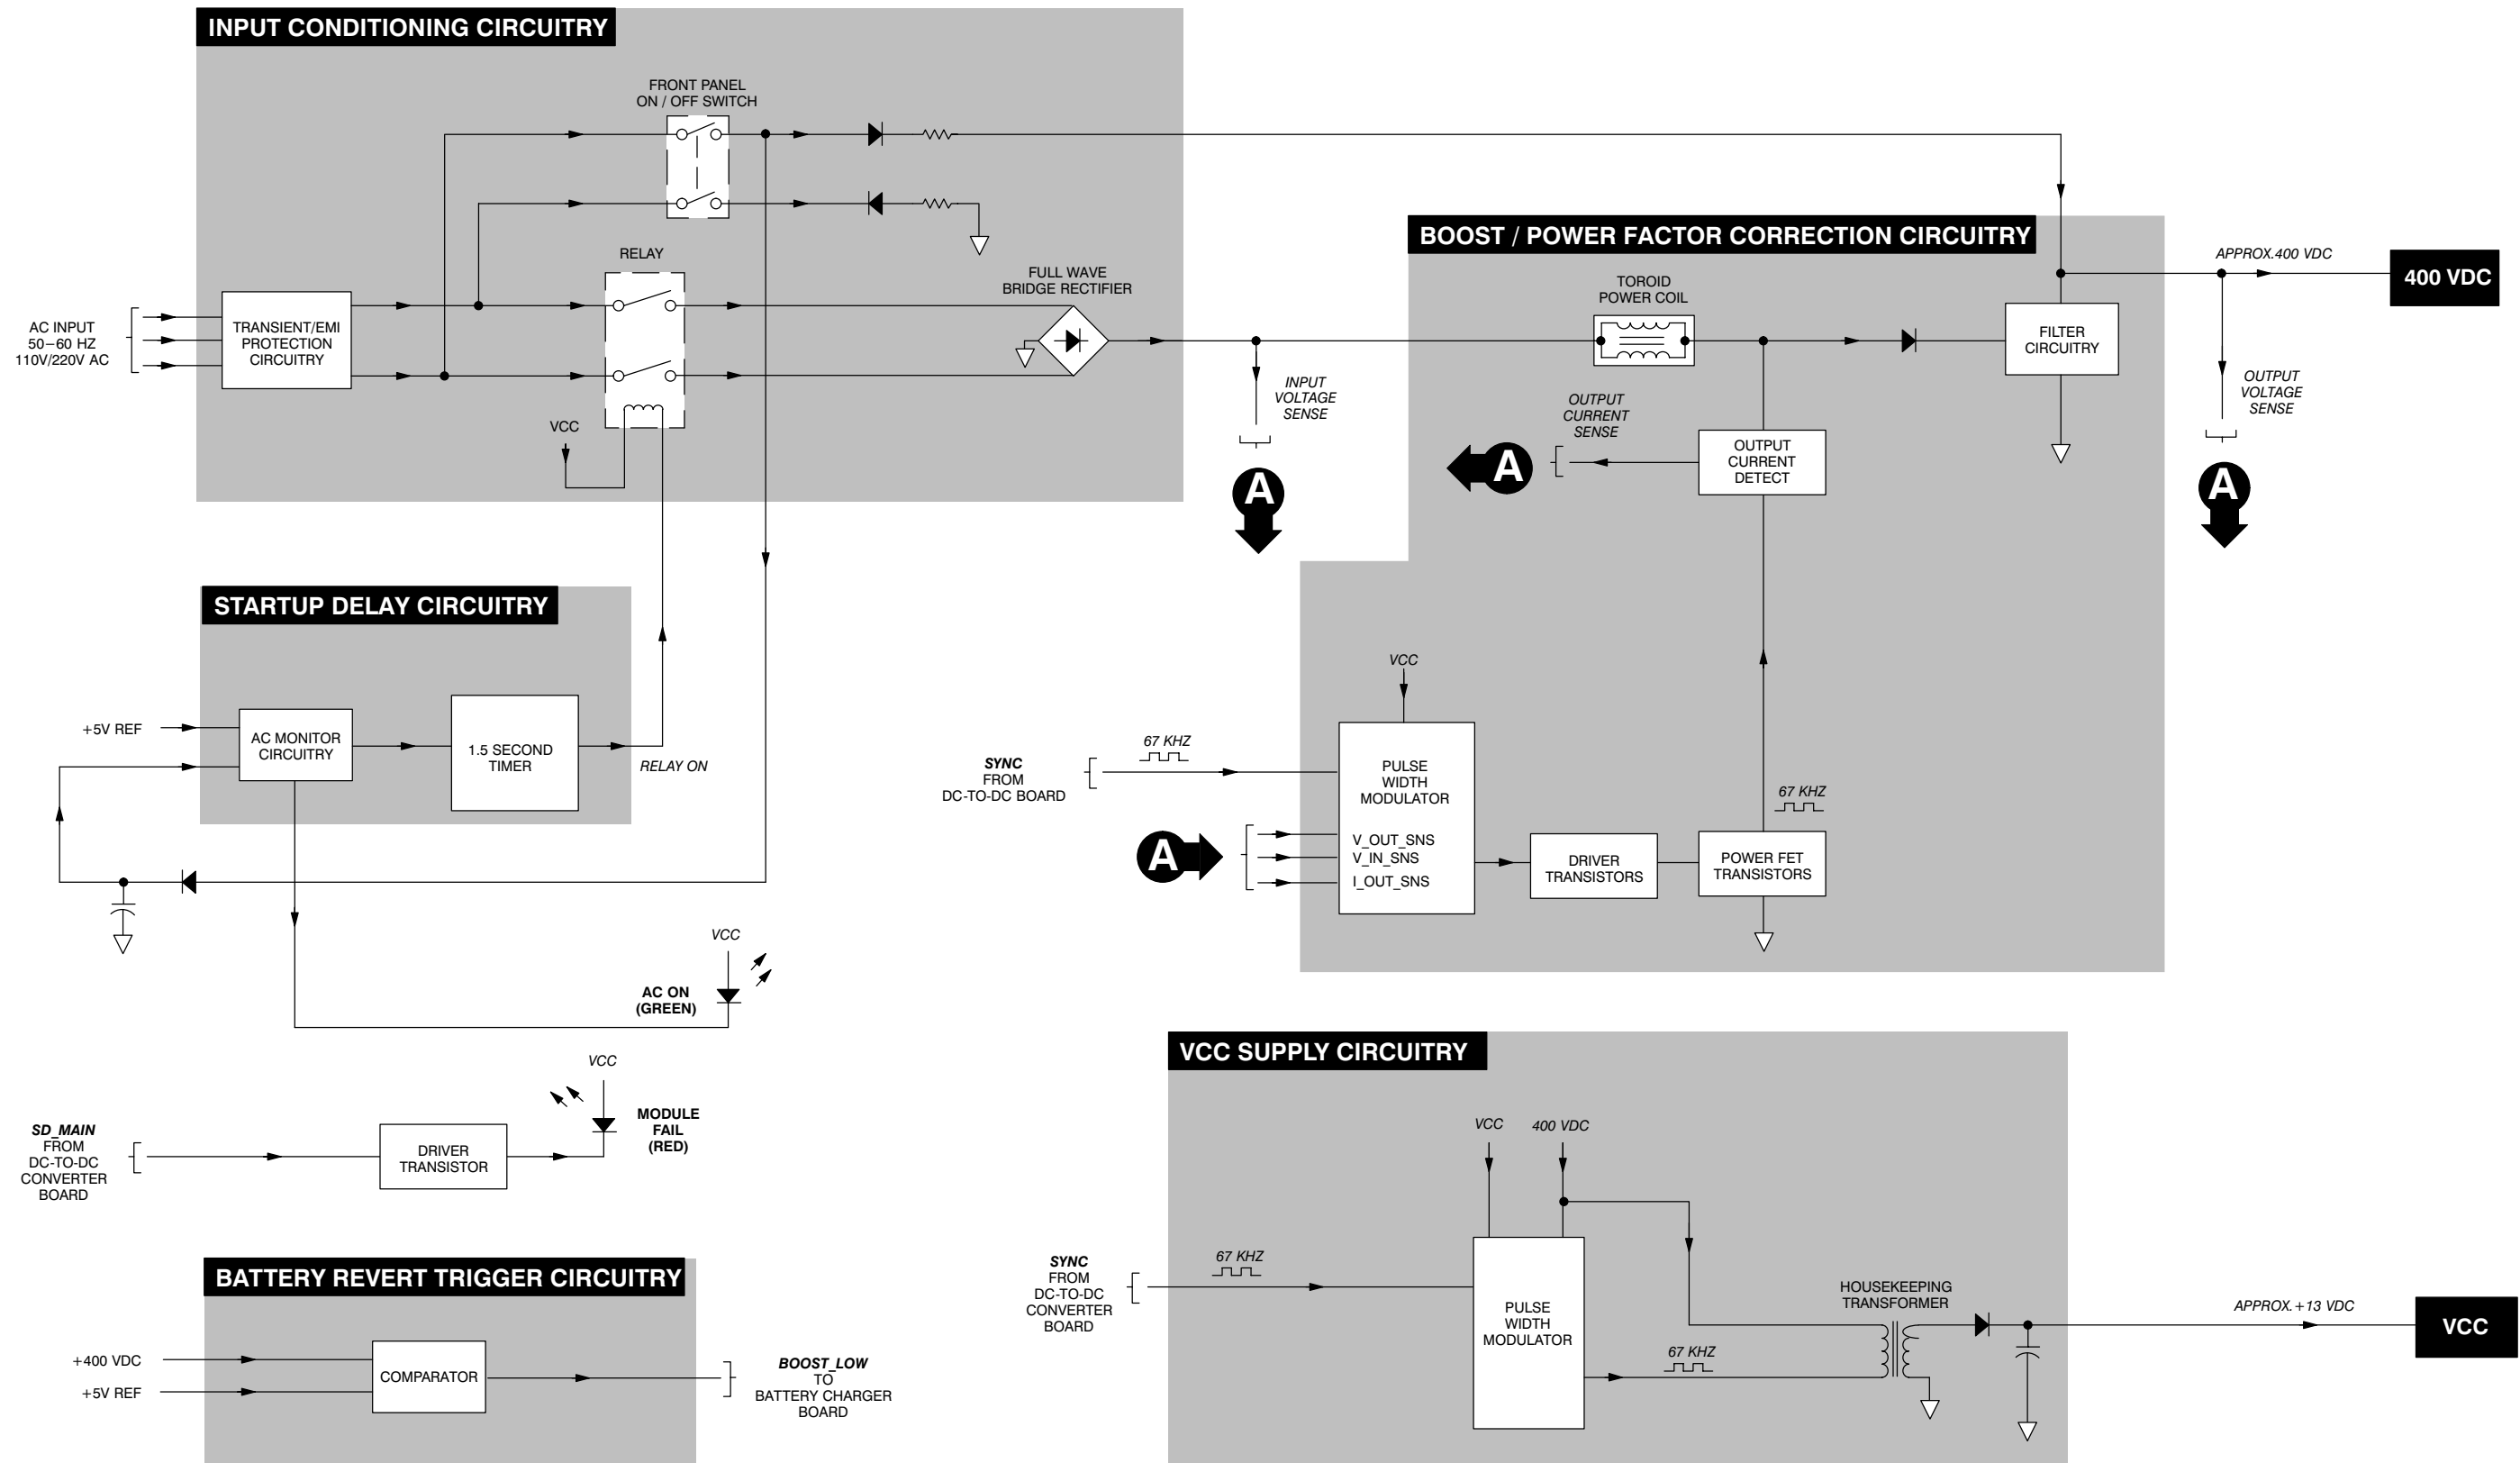 INPUT CONDITIONING CIRCUITRY
FRONT PANEL
ON / OFF SWITCH
RELAY
FULL WAVE
BRIDGE RECTIFIER
AC INPUT
50–60 HZ
110V/220V AC
TRANSIENT/EMI
PROTECTION
CIRCUITRY
VCC
INPUT
VOLTAGE
SENSE
A
BOOST / POWER FACTOR CORRECTION CIRCUITRY
TOROID
POWER COIL
APPROX.400 VDC
400 VDC
FILTER
CIRCUITRY
OUTPUT
VOLTAGE
SENSE
A
OUTPUT
CURRENT
SENSE
A
OUTPUT
CURRENT
DETECT
STARTUP DELAY CIRCUITRY
+5V REF
AC MONITOR
CIRCUITRY
1.5 SECOND
TIMER
RELAY ON
VCC
SYNC
FROM
DC-TO-DC BOARD
67 KHZ
PULSE
WIDTH
MODULATOR
V_OUT_SNS
V_IN_SNS
I_OUT_SNS
A
DRIVER
TRANSISTORS
67 KHZ
POWER FET
TRANSISTORS
VCC
AC ON
(GREEN)
VCC
MODULE
FAIL
(RED)
SD_MAIN
FROM
DC-TO-DC
CONVERTER
BOARD
DRIVER
TRANSISTOR
BATTERY REVERT TRIGGER CIRCUITRY
+400 VDC
+5V REF
COMPARATOR
BOOST_LOW
TO
BATTERY CHARGER
BOARD
VCC SUPPLY CIRCUITRY
VCC
400 VDC
SYNC
FROM
DC-TO-DC
CONVERTER
BOARD
67 KHZ
PULSE
WIDTH
MODULATOR
67 KHZ
HOUSEKEEPING
TRANSFORMER
APPROX.+13 VDC
VCC